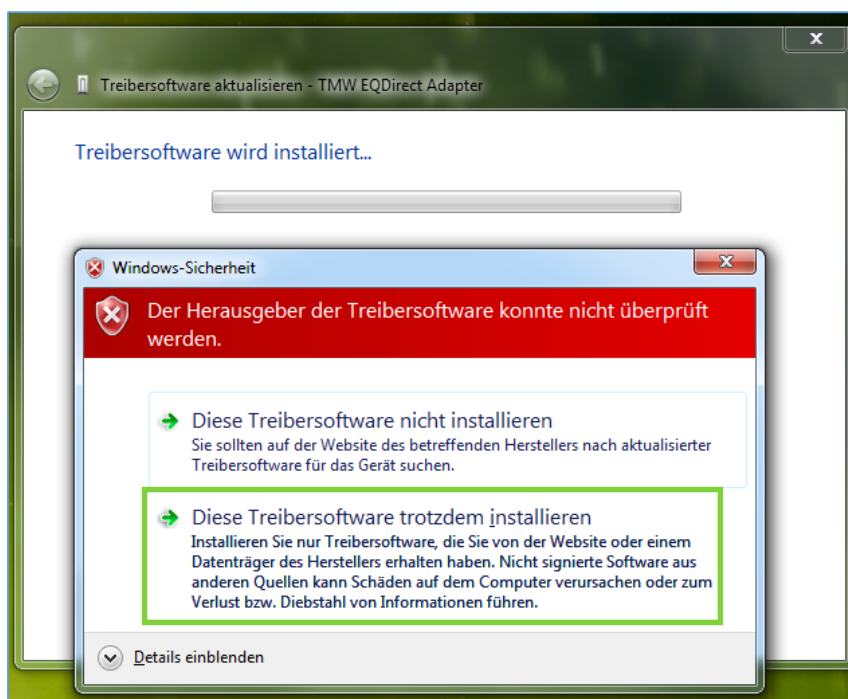 x
Treibersoftware aktualisieren - TMW EQDirect Adapter
Treibersoftware wird installiert...
Windows-Sicherheit
x
Der Herausgeber der Treibersoftware konnte nicht überprüft
werden.
Diese Treibersoftware nicht installieren
Sie sollten auf der Website des betreffenden Herstellers nach aktualisierter
Treibersoftware für das Gerät suchen.
Diese Treibersoftware trotzdem installieren
Installieren Sie nur Treibersoftware, die Sie von der Website oder einem
Datenträger des Herstellers erhalten haben. Nicht signierte Software aus
anderen Quellen kann Schäden auf dem Computer verursachen oder zum
Verlust bzw. Diebstahl von Informationen führen.
Details einblenden